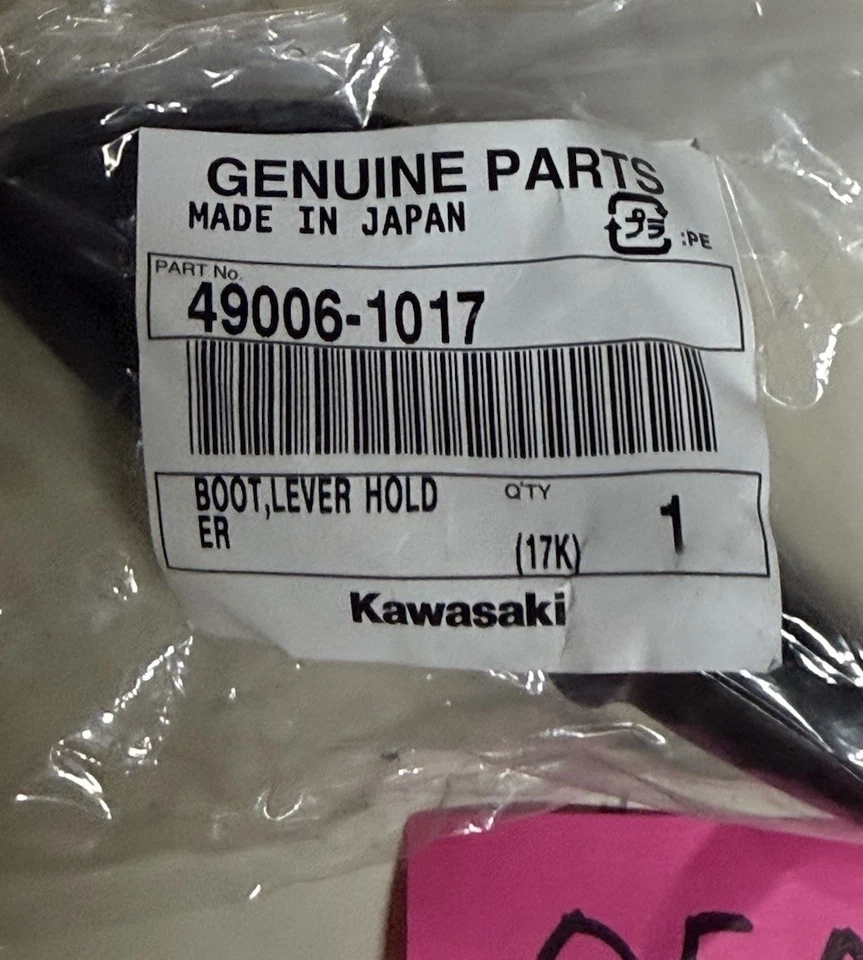 GENUINE PARTS
MADE IN JAPAN
プラ :PE
PART No.
49006-1017
BOOT,LEVER HOLD
ER
Q'TY
(17K) 1
Kawasaki